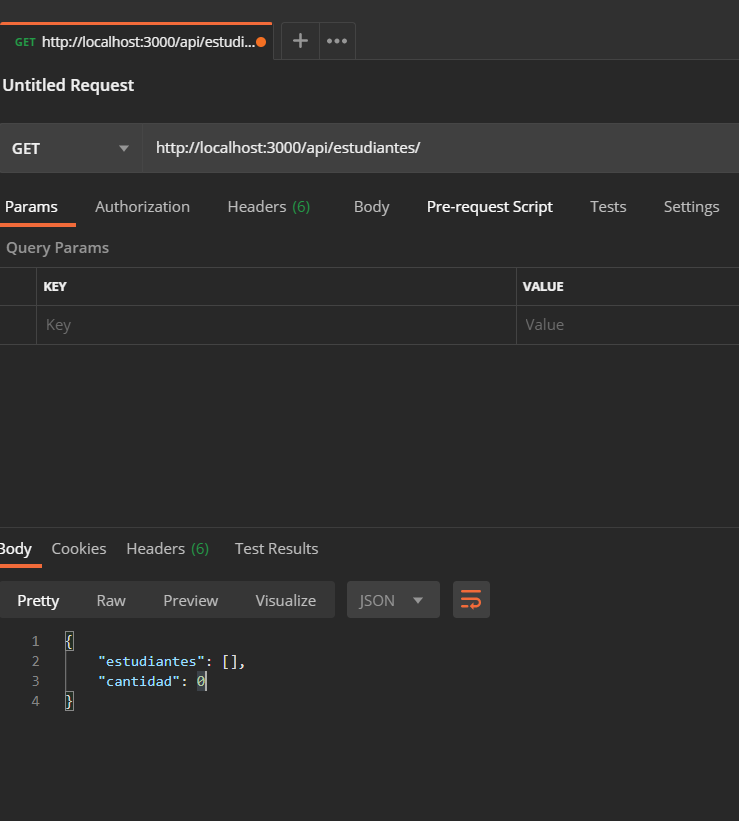 GET http://localhost:3000/api/estudi...
Untitled Request
GET http://localhost:3000/api/estudiantes/
Params Authorization Headers (6) Body Pre-request Script Tests Settings
Query Params
KEY VALUE
Key Value
Body Cookies Headers (6) Test Results
Pretty Raw Preview Visualize JSON
1 {
2 "estudiantes": [],
3 "cantidad": 0
4 }